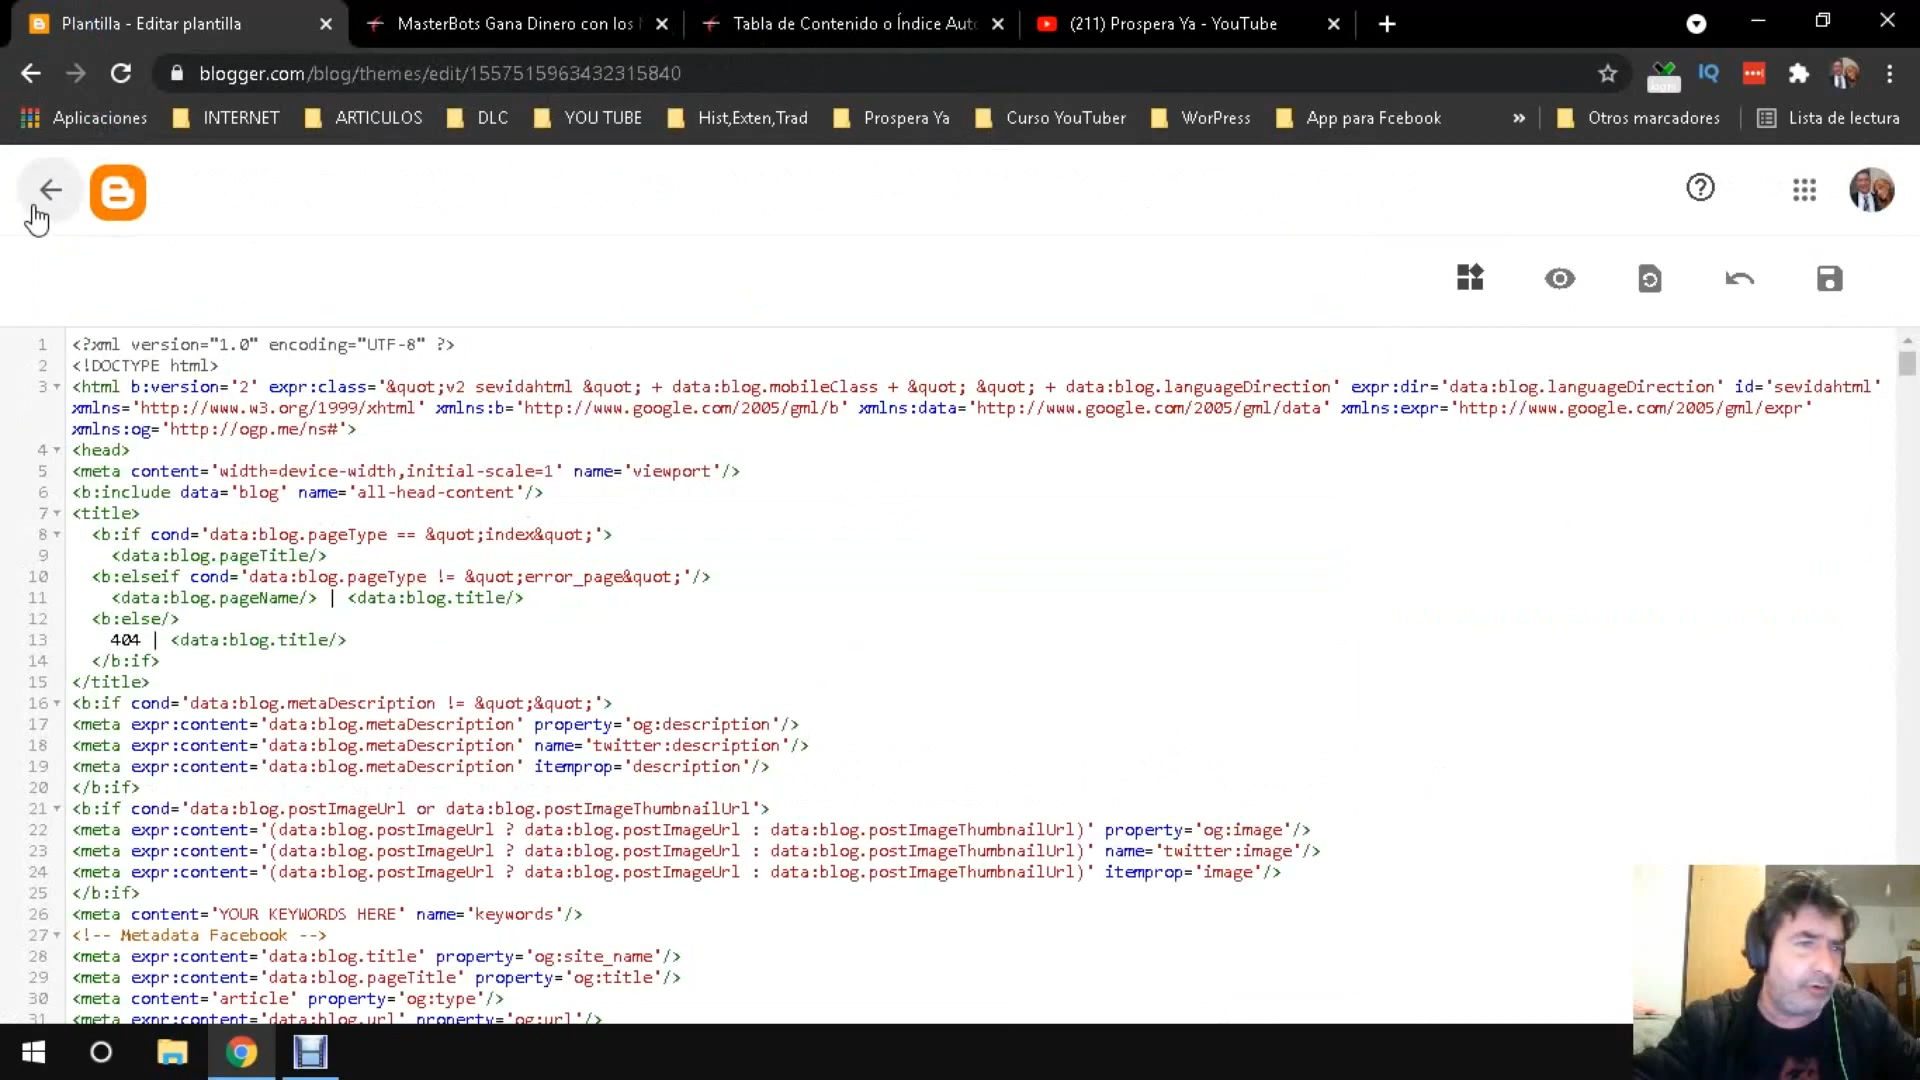 Plantilla - Editar plantilla
MasterBots Gana Dinero con los
Tabla de Contenido o Índice Auto
(211) Prospera Ya - YouTube
blogger.com/blog/themes/edit/1557515963432315840
IQ
Aplicaciones
INTERNET
ARTICULOS
DLC
YOU TUBE
Hist,Exten,Trad
Prospera Ya
Curso YouTuber
WorPress
App para Fcebook
»
Otros marcadores
Lista de lectura
1 <?xml version="1.0" encoding="UTF-8" ?>
2 <!DOCTYPE html>
3 <html b:version='2' expr:class='&quot;v2 sevidahtml &quot; + data:blog.mobileClass + &quot; &quot; + data:blog.languageDirection' expr:dir='data:blog.languageDirection' id='sevidahtml'
xmlns='http://www.w3.org/1999/xhtml' xmlns:b='http://www.google.com/2005/gml/b' xmlns:data='http://www.google.com/2005/gml/data' xmlns:expr='http://www.google.com/2005/gml/expr'
xmlns:og='http://ogp.me/ns#'>
4 <head>
5 <meta content='width=device-width,initial-scale=1' name='viewport'/>
6 <b:include data='blog' name='all-head-content'/>
7 <title>
8 <b:if cond='data:blog.pageType == &quot;index&quot;'>
9 <data:blog.pageTitle/>
10 <b:elseif cond='data:blog.pageType != &quot;error_page&quot;'/>
11 <data:blog.pageName/> | <data:blog.title/>
12 <b:else/>
13 404 | <data:blog.title/>
14 </b:if>
15 </title>
16 <b:if cond='data:blog.metaDescription != &quot;&quot;'>
17 <meta expr:content='data:blog.metaDescription' property='og:description'/>
18 <meta expr:content='data:blog.metaDescription' name='twitter:description'/>
19 <meta expr:content='data:blog.metaDescription' itemprop='description'/>
20 </b:if>
21 <b:if cond='data:blog.postImageUrl or data:blog.postImageThumbnailUrl'>
22 <meta expr:content='(data:blog.postImageUrl ? data:blog.postImageUrl : data:blog.postImageThumbnailUrl)' property='og:image'/>
23 <meta expr:content='(data:blog.postImageUrl ? data:blog.postImageUrl : data:blog.postImageThumbnailUrl)' name='twitter:image'/>
24 <meta expr:content='(data:blog.postImageUrl ? data:blog.postImageUrl : data:blog.postImageThumbnailUrl)' itemprop='image'/>
25 </b:if>
26 <meta content='YOUR KEYWORDS HERE' name='keywords'/>
27 <!-- Metadata Facebook -->
28 <meta expr:content='data:blog.title' property='og:site_name'/>
29 <meta expr:content='data:blog.pageTitle' property='og:title'/>
30 <meta content='article' property='og:type'/>
31 <meta expr:content='data:blog.url' property='og:url'/>